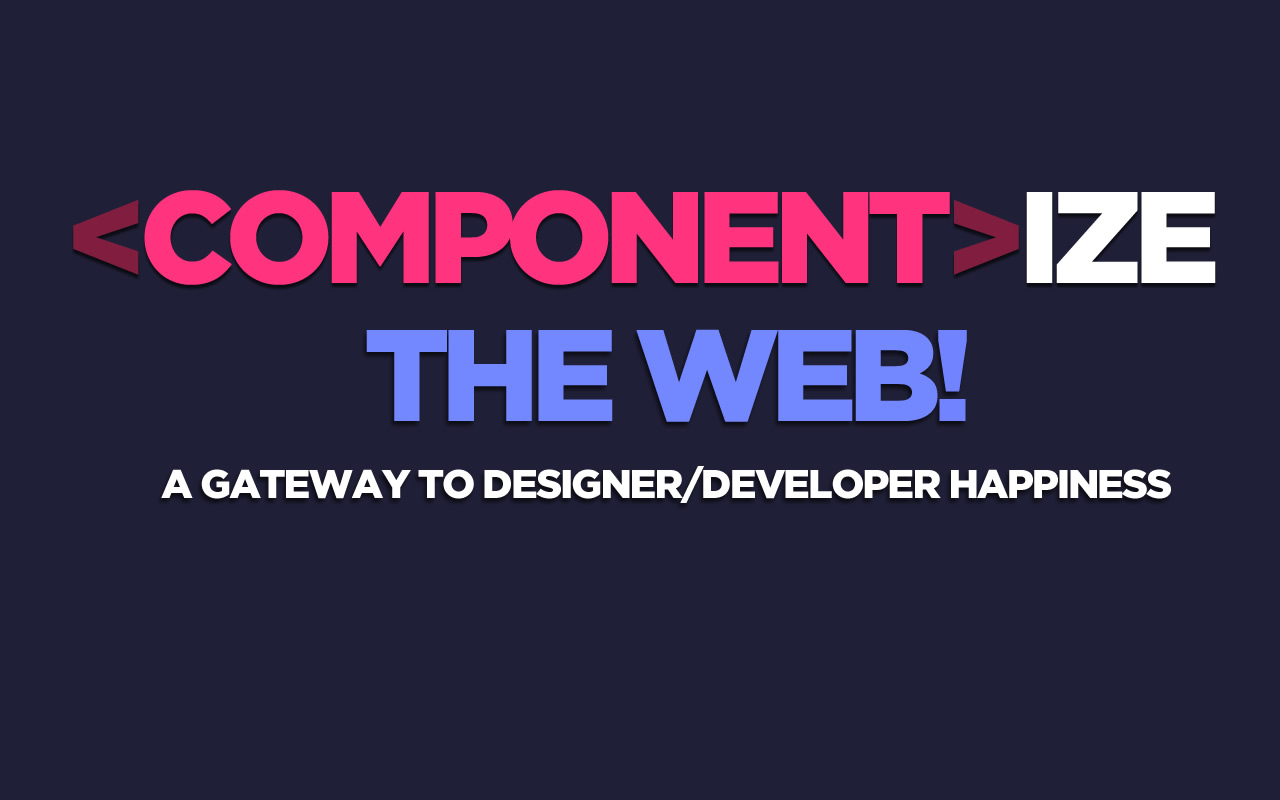 <COMPONENT>IZE
THE WEB!
A GATEWAY TO DESIGNER/DEVELOPER HAPPINESS